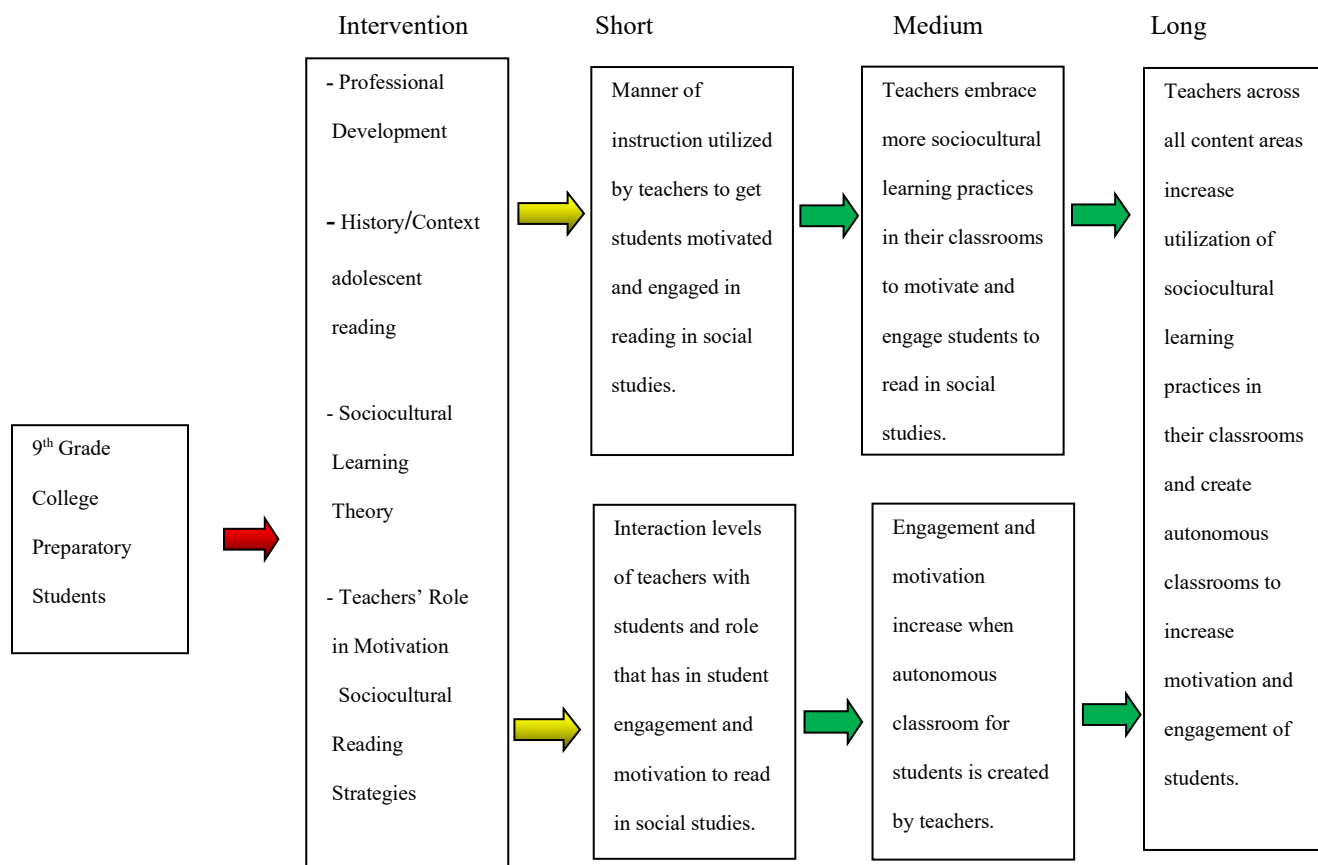 Intervention
Short
Medium
Long
9th Grade
College
Preparatory
Students
- Professional
Development
- History/Context
adolescent
reading
- Sociocultural
Learning
Theory
- Teachers’ Role
in Motivation
Sociocultural
Reading
Strategies
Manner of
instruction utilized
by teachers to get
students motivated
and engaged in
reading in social
studies.
Interaction levels
of teachers with
students and role
that has in student
engagement and
motivation to read
in social studies.
Teachers embrace
more sociocultural
learning practices
in their classrooms
to motivate and
engage students to
read in social
studies.
Engagement and
motivation
increase when
autonomous
classroom for
students is created
by teachers.
Teachers across
all content areas
increase
utilization of
sociocultural
learning
practices in
their classrooms
and create
autonomous
classrooms to
increase
motivation and
engagement of
students.